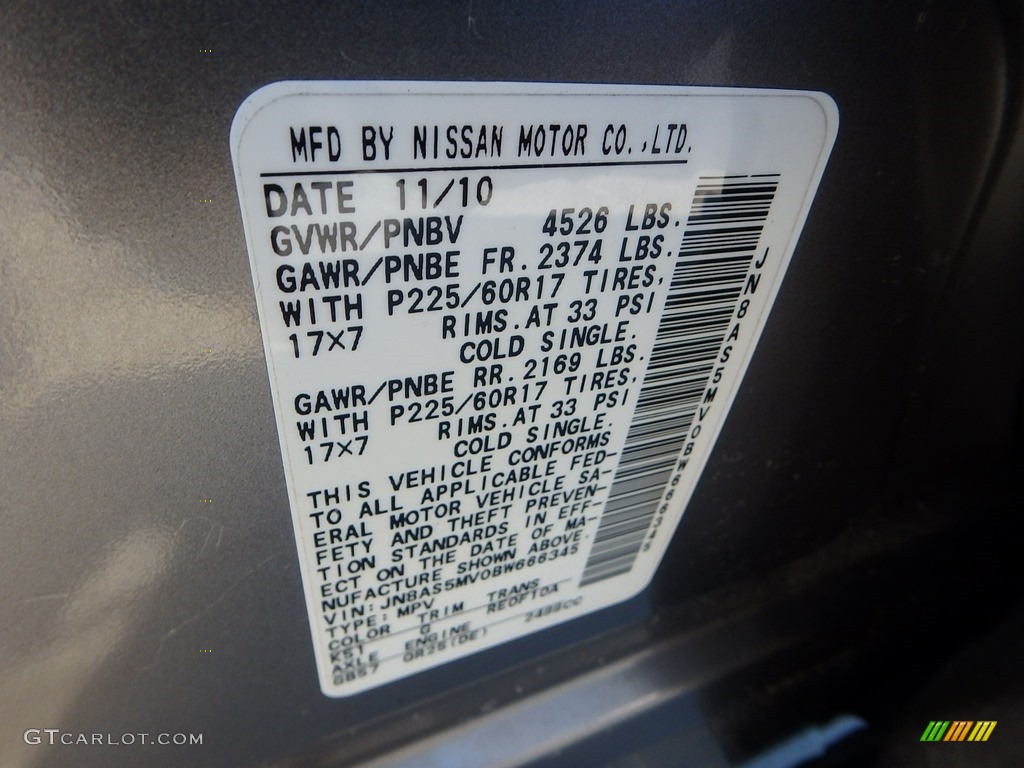 MFD BY NISSAN MOTOR CO.,LTD.
DATE 11/10
GVWR/PNBV 4526 LBS.
GAWR/PNBE FR. 2374 LBS.
WITH P225/60R17 TIRES,
17×7 RIMS.AT 33 PSI
COLD SINGLE.
GAWR/PNBE RR. 2169 LBS.
WITH P225/60R17 TIRES,
17×7 RIMS.AT 33 PSI
COLD SINGLE.
THIS VEHICLE CONFORMS
TO ALL APPLICABLE FED-
ERAL MOTOR VEHICLE SA-
FETY AND THEFT PREVEN-
TION STANDARDS IN EFF-
ECT ON THE DATE OF MA-
NUFACTURE SHOWN ABOVE.
VIN: JN8AS5MV0BW666345
TYPE: MPV
COLOR TRIM TRANS
G RE0F10A
AXLE ENGINE
QR25(DE) 2488CC
JN8AS5MV0BW666345
GTCARLOT.COM